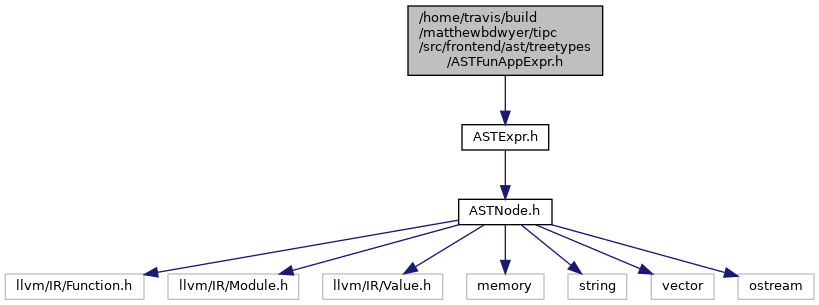 /home/travis/build
/matthewbdwyer/tipc
/src/frontend/ast/treetypes
/ASTFunAppExpr.h
ASTExpr.h
ASTNode.h
llvm/IR/Function.h
llvm/IR/Module.h
llvm/IR/Value.h
memory
string
vector
ostream